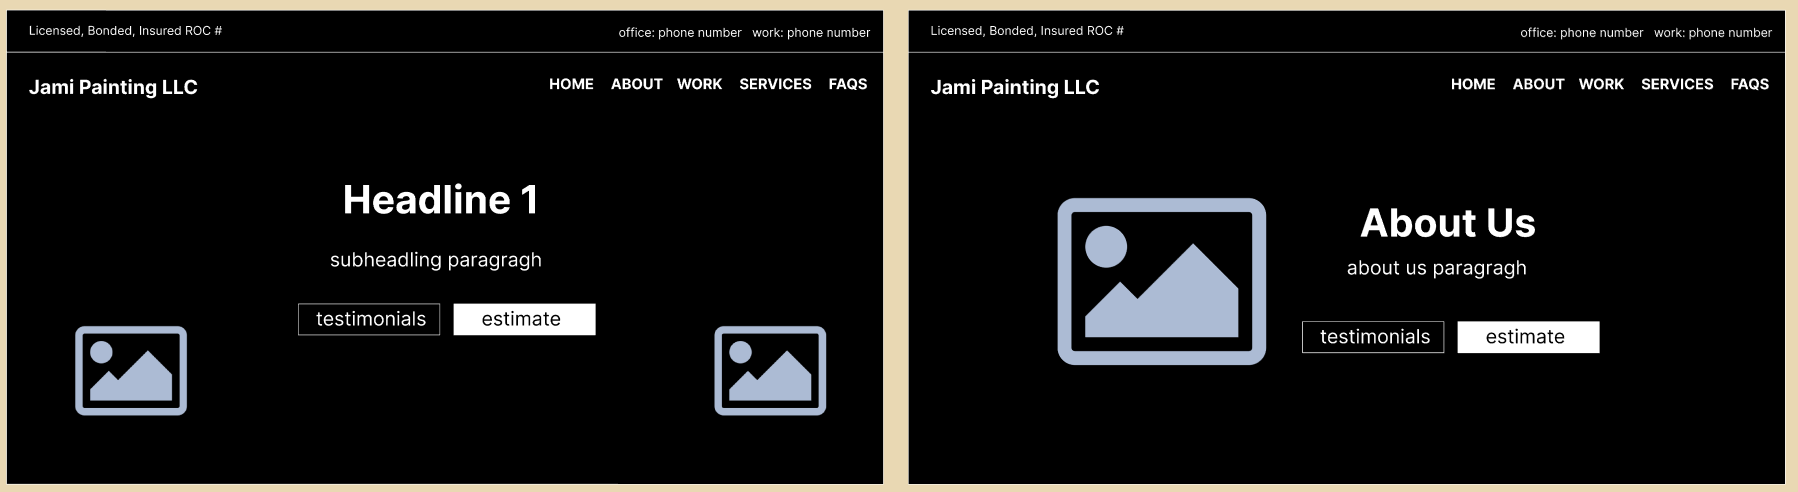 Licensed, Bonded, Insured ROC #
office: phone number work: phone number
Jami Painting LLC
HOME ABOUT WORK SERVICES FAQS
Headline 1
subheadling paragragh
testimonials estimate
Licensed, Bonded, Insured ROC #
office: phone number work: phone number
Jami Painting LLC
HOME ABOUT WORK SERVICES FAQS
About Us
about us paragragh
testimonials estimate